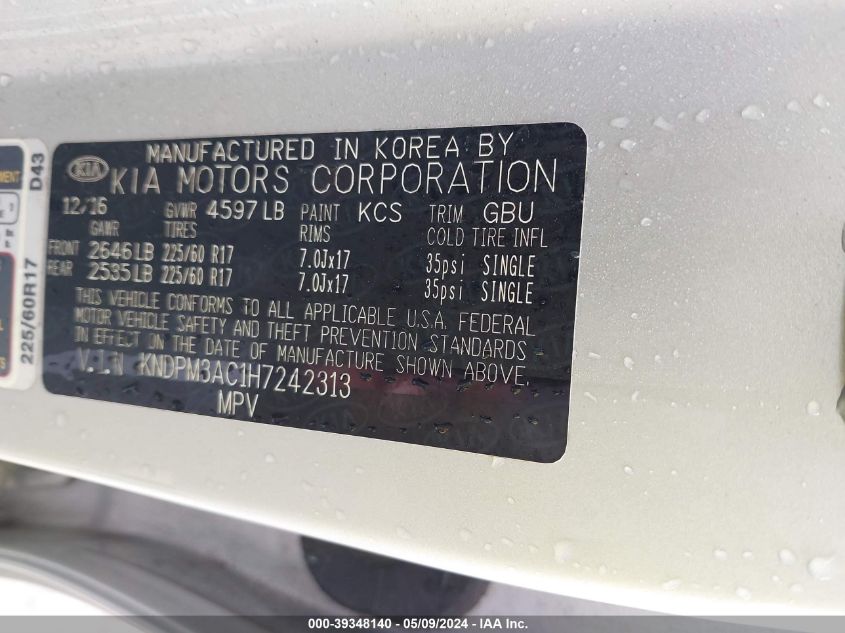 MANUFACTURED IN KOREA BY
KIA KIA MOTORS CORPORATION
12/16 GVWR 4597 LB PAINT KCS TRIM GBU
GAWR TIRES RIMS COLD TIRE INFL
FRONT 2646 LB 225/60 R17 7.0Jx17 35psi SINGLE
REAR 2535 LB 225/60 R17 7.0Jx17 35psi SINGLE
THIS VEHICLE CONFORMS TO ALL APPLICABLE U.S.A. FEDERAL
MOTOR VEHICLE SAFETY AND THEFT PREVENTION STANDARDS
IN EFFECT ON THE DATE OF MANUFACTURE SHOWN ABOVE.
V.I.N KNDPM3AC1H7242313
MPV
D43
225/60R17
000-39348140 - 05/09/2024 - IAA Inc.